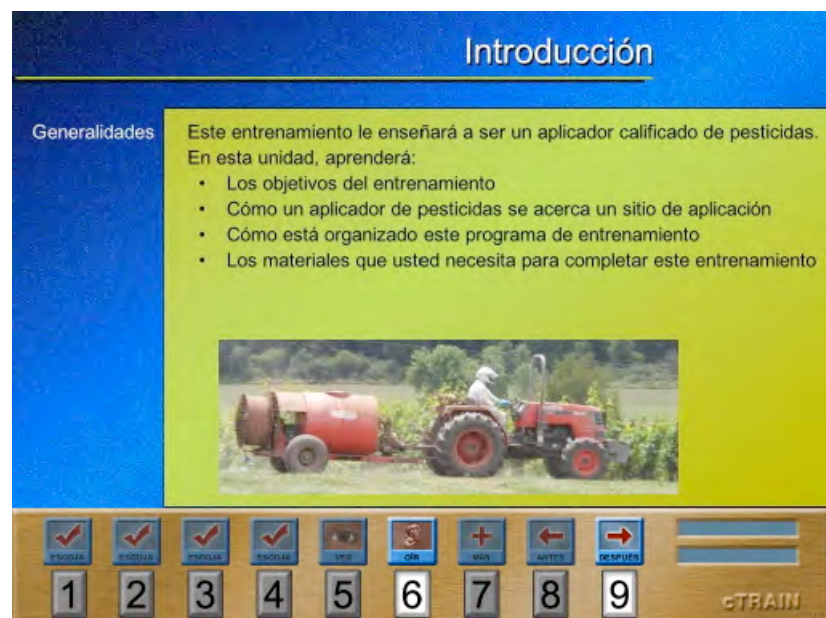 Introducción
Generalidades
Este entrenamiento le enseñará a ser un aplicador calificado de pesticidas.
En esta unidad, aprenderá:
• Los objetivos del entrenamiento
• Cómo un aplicador de pesticidas se acerca un sitio de aplicación
• Cómo está organizado este programa de entrenamiento
• Los materiales que usted necesita para completar este entrenamiento
ESCOJA ESCOJA ESCOJA ESCOJA VER OÍR MÁS ANTES DESPUÉS
1 2 3 4 5 6 7 8 9
cTRAIN